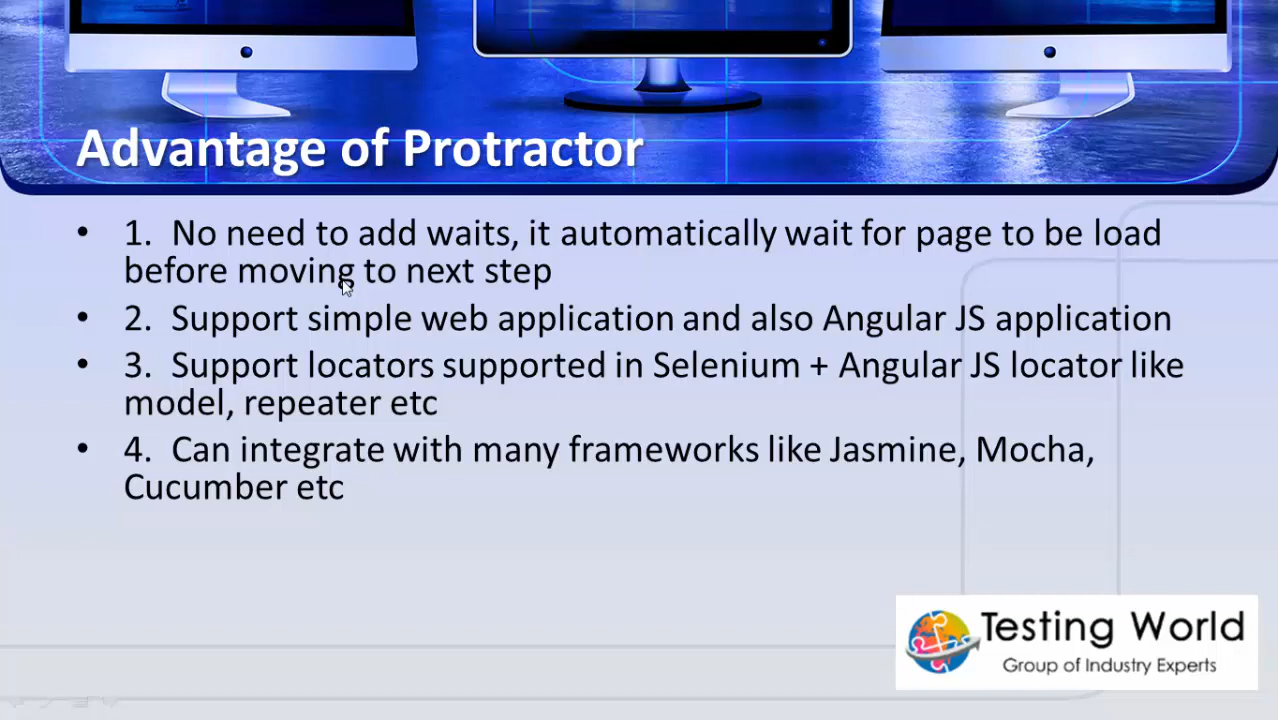 Advantage of Protractor
• 1. No need to add waits, it automatically wait for page to be load
before moving to next step
• 2. Support simple web application and also Angular JS application
• 3. Support locators supported in Selenium + Angular JS locator like
model, repeater etc
• 4. Can integrate with many frameworks like Jasmine, Mocha,
Cucumber etc
Testing World
Group of Industry Experts